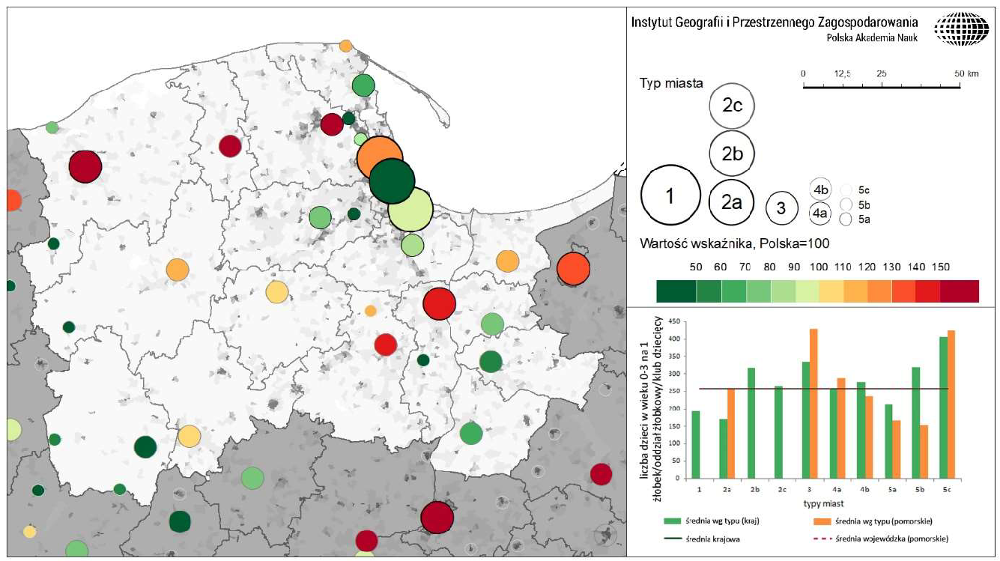 Instytut Geografii i Przestrzennego Zagospodarowania
Polska Akademia Nauk
0 12,5 25 50 km
Typ miasta
2c
2b
1 2a 3 4b 4a 5c 5b 5a
Wartość wskaźnika, Polska=100
50 60 70 80 90 100 110 120 130 140 150
liczba dzieci w wieku 0-3 na 1
żłobek/oddział żłobkowy/klub dziecięcy
450
400
350
300
250
200
150
100
50
0
1 2a 2b 2c 3 4a 4b 5a 5b 5c
typy miast
średnia wg typu (kraj) średnia wg typu (pomorskie)
średnia krajowa średnia wojewódzka (pomorskie)